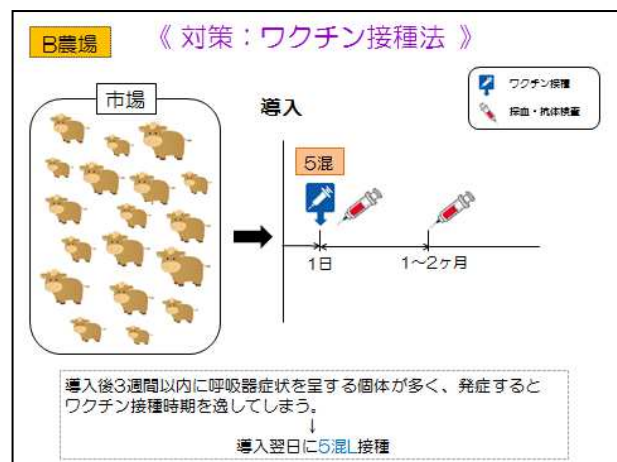 B農場
《 対策：ワクチン接種法 》
市場
導入
ワクチン接種
採血・抗体検査
5混
1日
1～2ヶ月
導入後3週間以内に呼吸器症状を呈する個体が多く、発症すると
ワクチン接種時期を逸してしまう。
↓
導入翌日に5混L接種